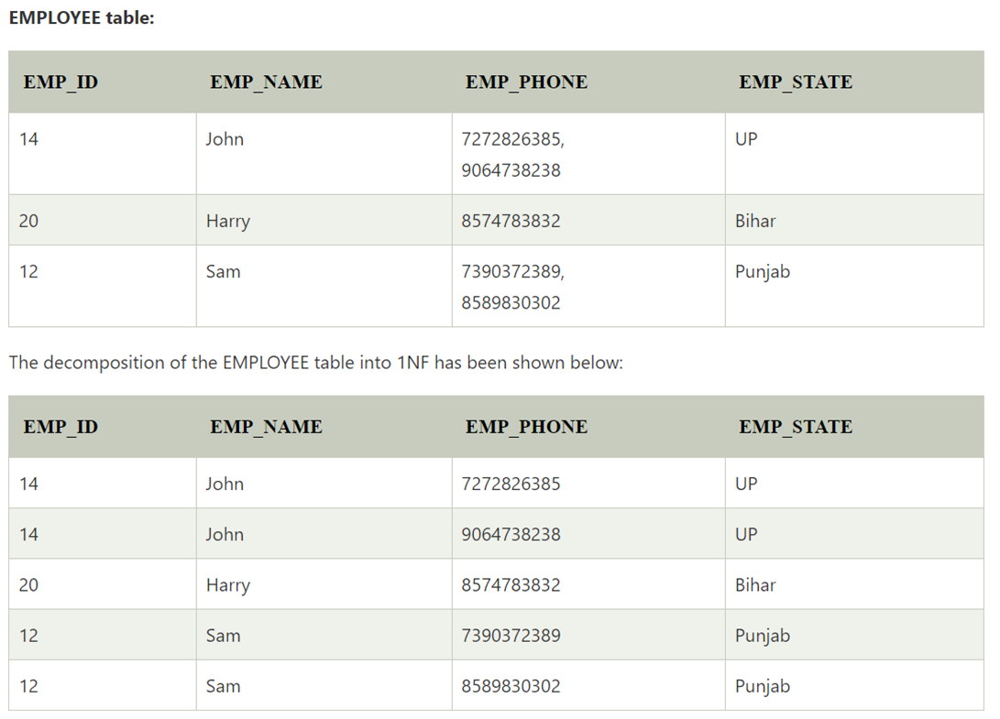 EMPLOYEE table:
EMP_ID EMP_NAME EMP_PHONE EMP_STATE
14 John 7272826385, UP
9064738238
20 Harry 8574783832 Bihar
12 Sam 7390372389, Punjab
8589830302
The decomposition of the EMPLOYEE table into 1NF has been shown below:
EMP_ID EMP_NAME EMP_PHONE EMP_STATE
14 John 7272826385 UP
14 John 9064738238 UP
20 Harry 8574783832 Bihar
12 Sam 7390372389 Punjab
12 Sam 8589830302 Punjab